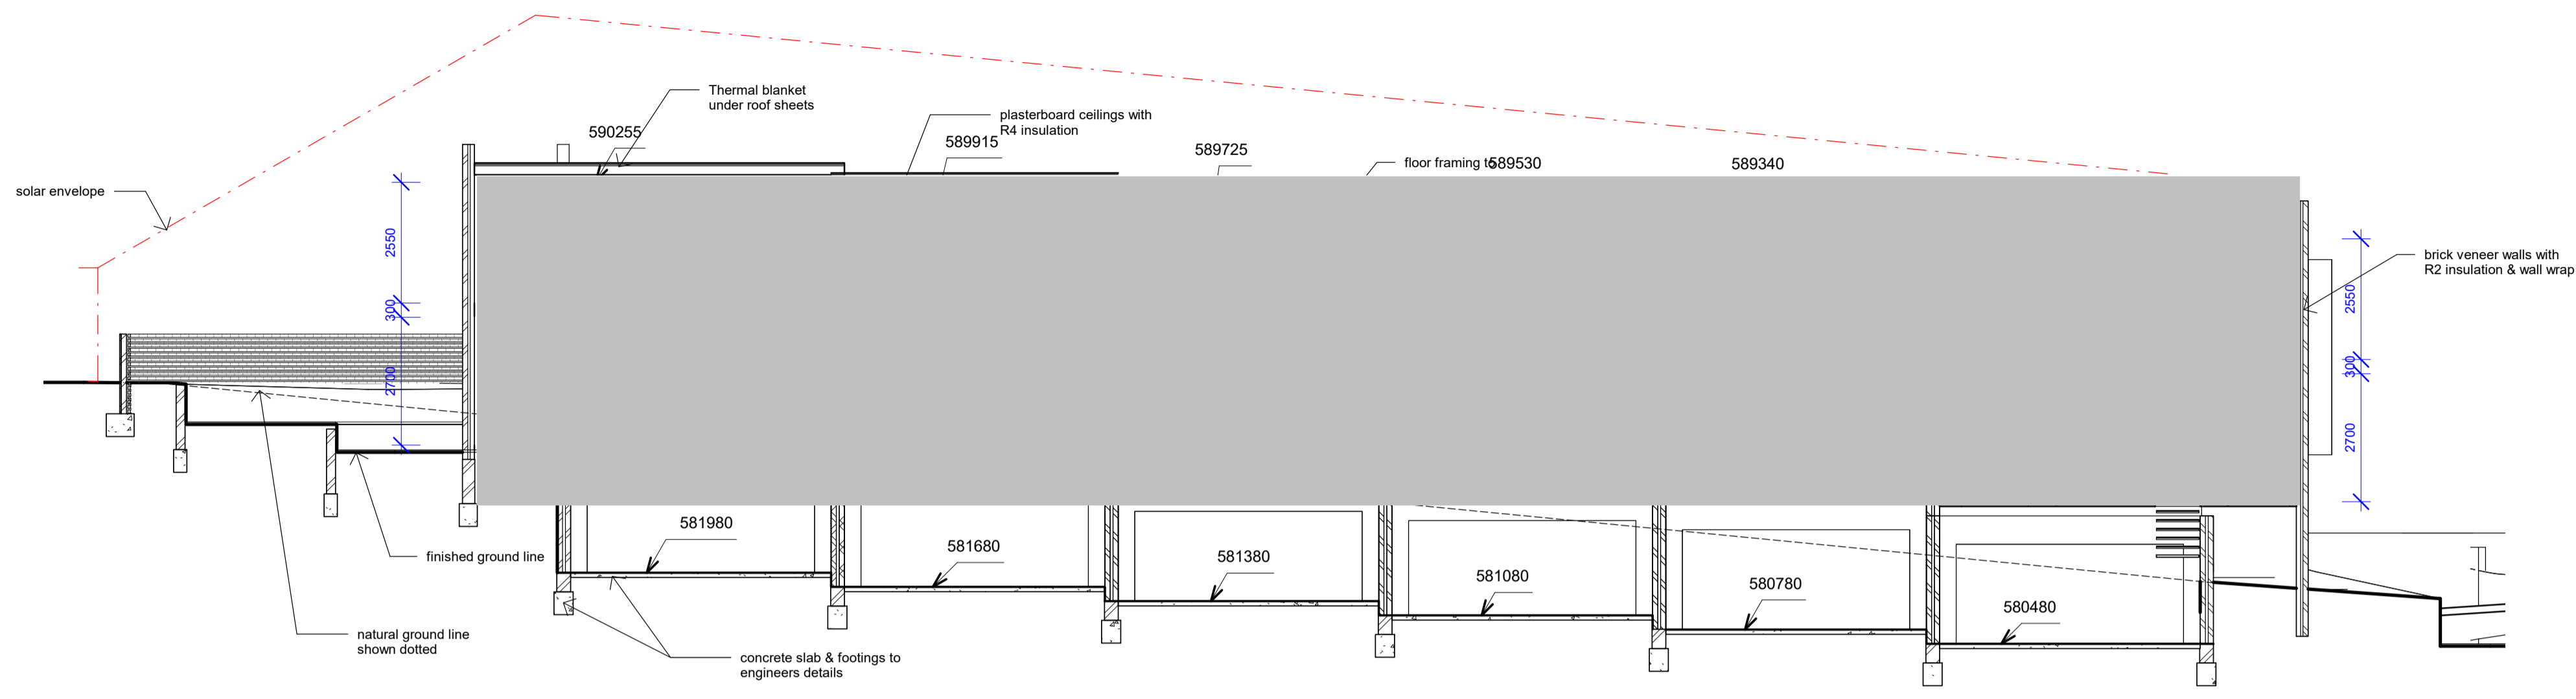 Thermal blanket
under roof sheets
plasterboard ceilings with
R4 insulation
590255
589915
589725
floor framing to
589530
589340
solar envelope
2550
300
2700
brick veneer walls with
R2 insulation & wall wrap
2550
300
2700
581980
581680
581380
581080
580780
580480
finished ground line
natural ground line
shown dotted
concrete slab & footings to
engineers details